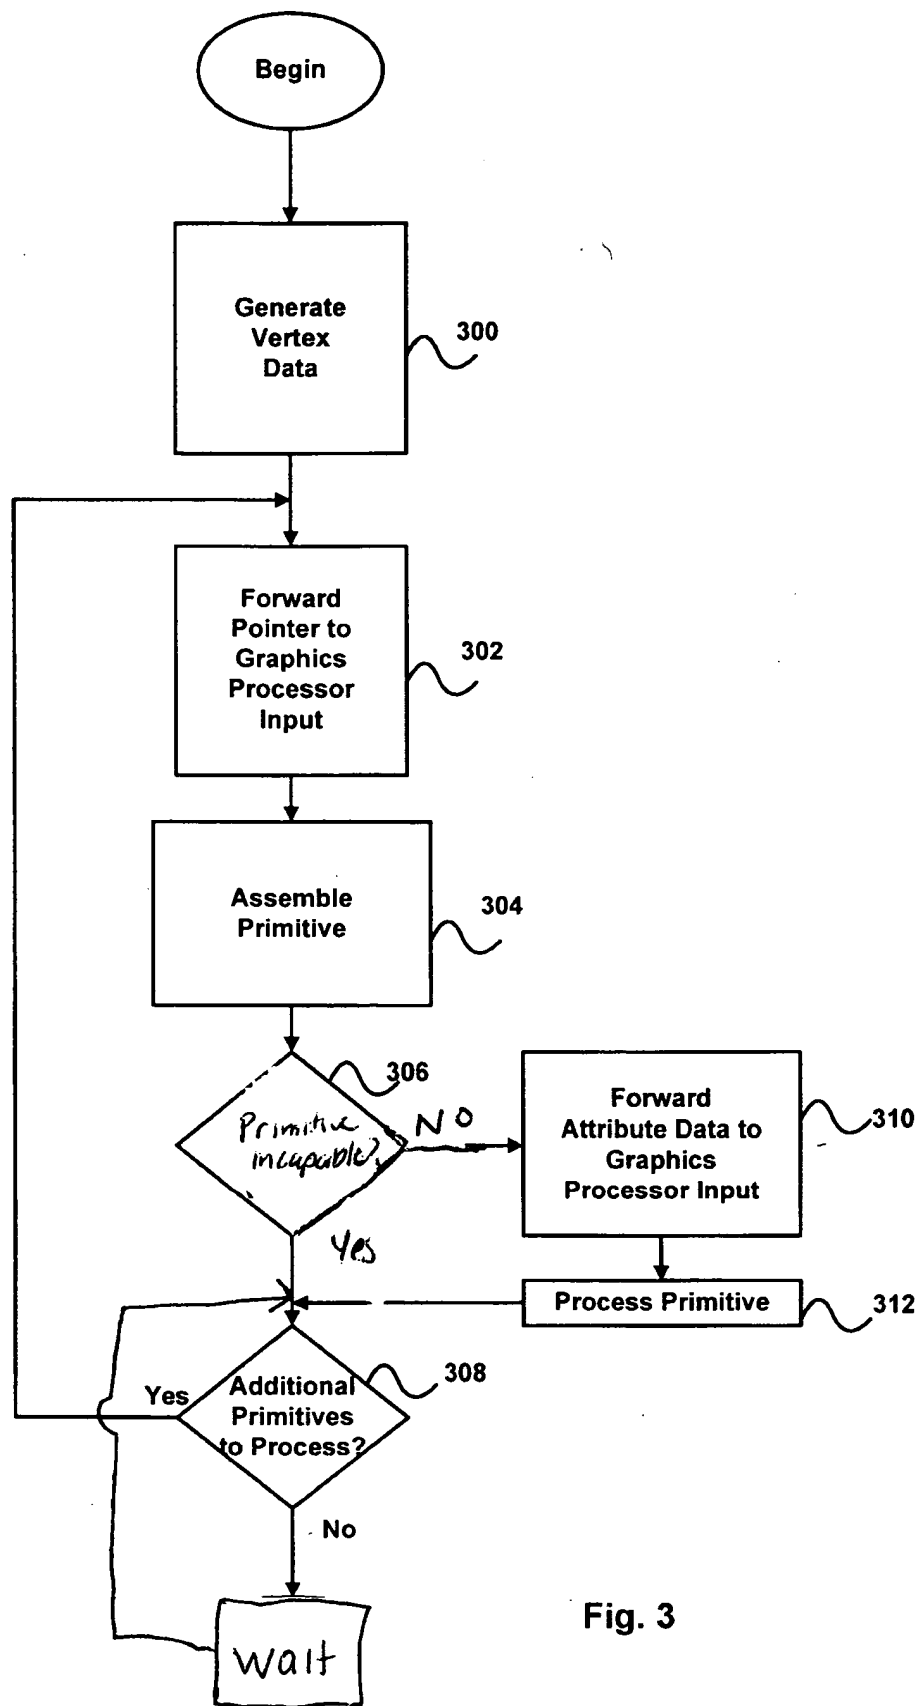 Begin
Generate
Vertex
Data
300
Forward
Pointer to
Graphics
Processor
Input
302
Assemble
Primitive
304
306
Primitive
incapable?
NO
Yes
Forward
Attribute Data to
Graphics
Processor Input
310
Process Primitive
312
308
Yes
Additional
Primitives
to Process?
No
Wait
Fig. 3